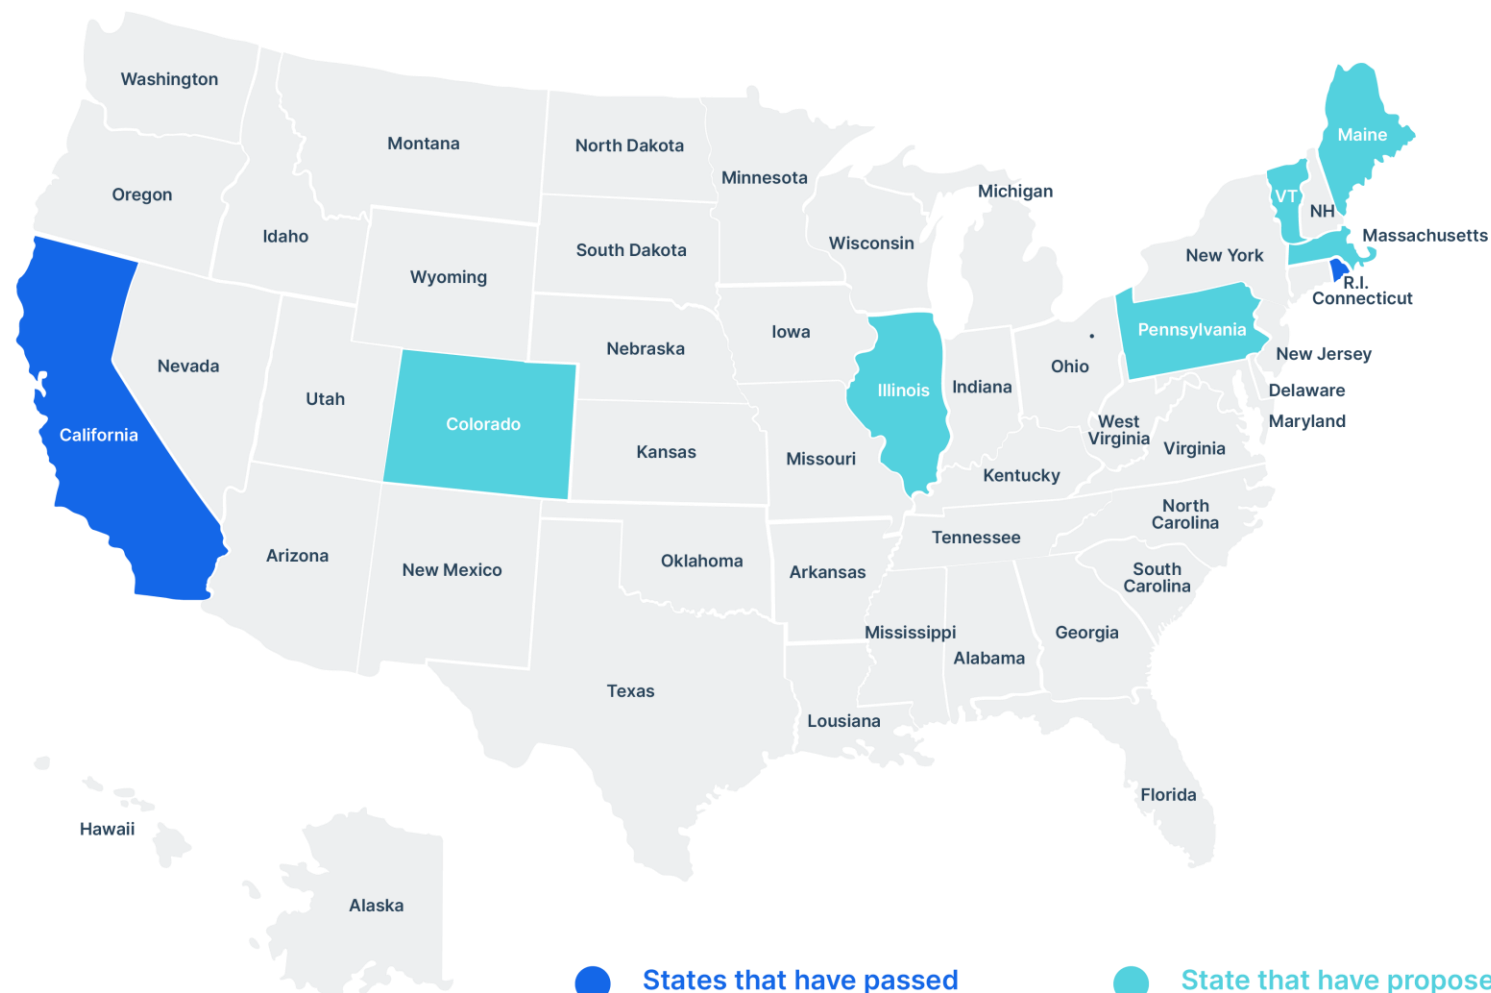 Washington
Montana
North Dakota
Minnesota
Michigan
Maine
Oregon
Idaho
VT
NH
South Dakota
Wisconsin
Massachusetts
Wyoming
New York
R.I.
Connecticut
Nebraska
Iowa
Pennsylvania
Nevada
Utah
Illinois
Indiana
Ohio
New Jersey
Delaware
California
Colorado
Kansas
Missouri
Kentucky
West
Virginia
Virginia
Maryland
Arizona
New Mexico
Oklahoma
Arkansas
Tennessee
North
Carolina
South
Carolina
Texas
Lousiana
Mississippi
Alabama
Georgia
Florida
Hawaii
Alaska
States that have passed
State that have propose